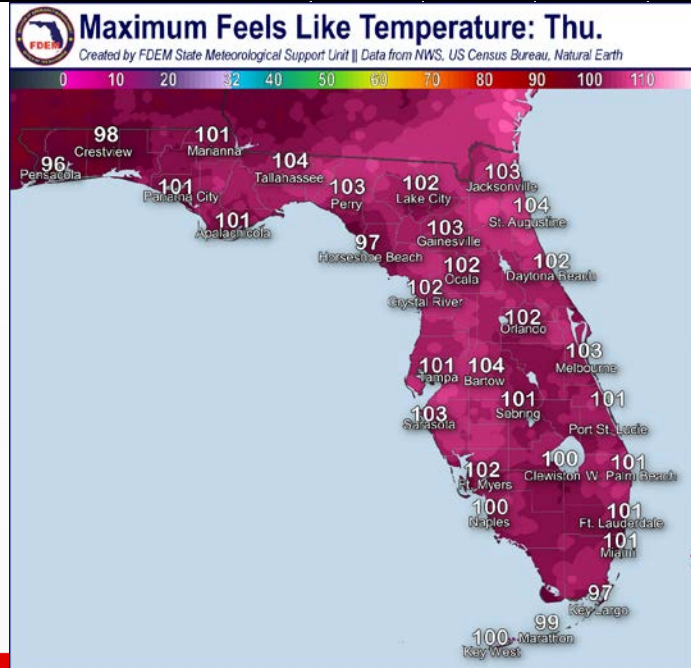 Maximum Feels Like Temperature: Thu.
FDEM
Created by FDEM State Meteorological Support Unit || Data from NWS, US Census Bureau, Natural Earth
0 10 20 32 40 50 60 70 80 90 100 110
98
Crestview
101
Marianna
96
Pensacola
104
Tallahassee
101
Panama City
103
Perry
102
Lake City
103
Jacksonville
104
St. Augustine
101
Apalachicola
97
Horseshoe Beach
103
Gainesville
102
Ocala
102
Daytona Beach
102
Crystal River
102
Orlando
103
Melbourne
101
Tampa
104
Bartow
101
Sebring
101
Port St. Lucie
103
Sarasota
102
Ft. Myers
100
Clewiston
101
W Palm Beach
100
Naples
101
Ft. Lauderdale
101
Miami
97
Key Largo
99
Marathon
100
Key West